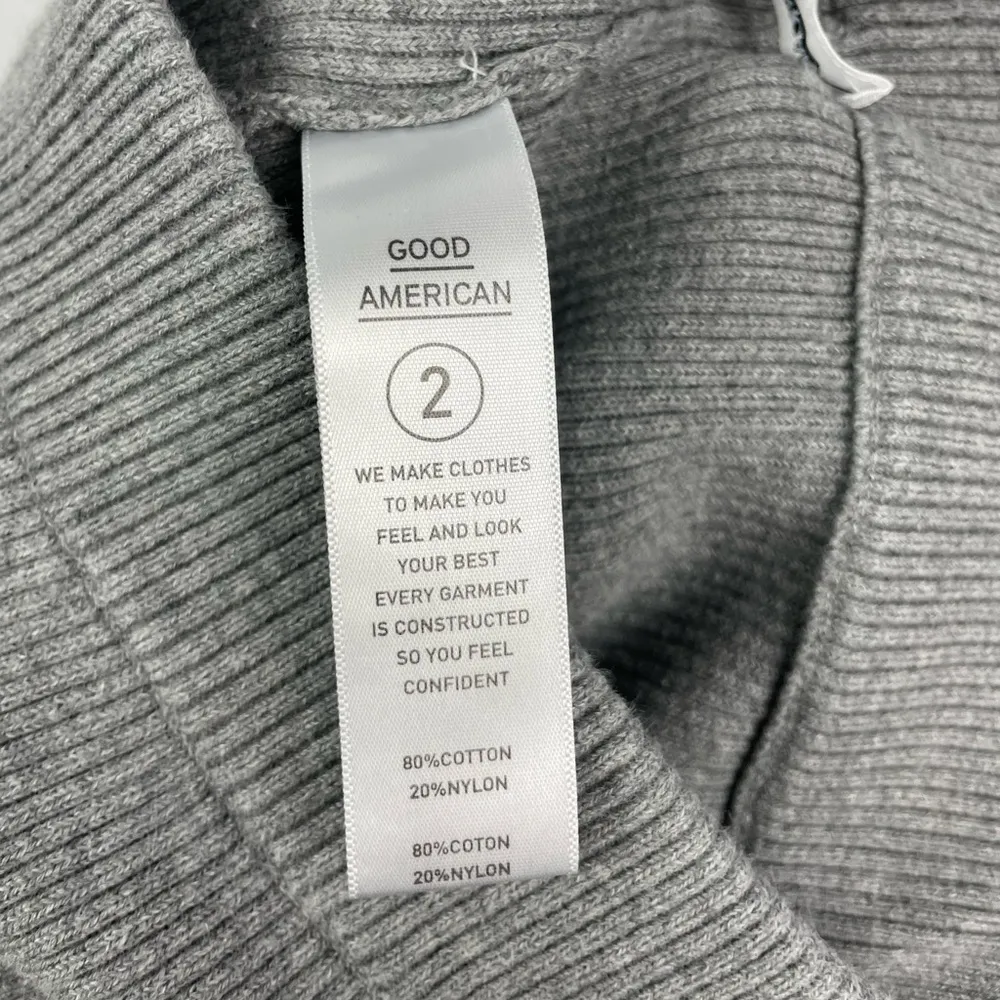 GOOD
AMERICAN
2
WE MAKE CLOTHES
TO MAKE YOU
FEEL AND LOOK
YOUR BEST
EVERY GARMENT
IS CONSTRUCTED
SO YOU FEEL
CONFIDENT
80%COTTON
20%NYLON
80%COTON
20%NYLON